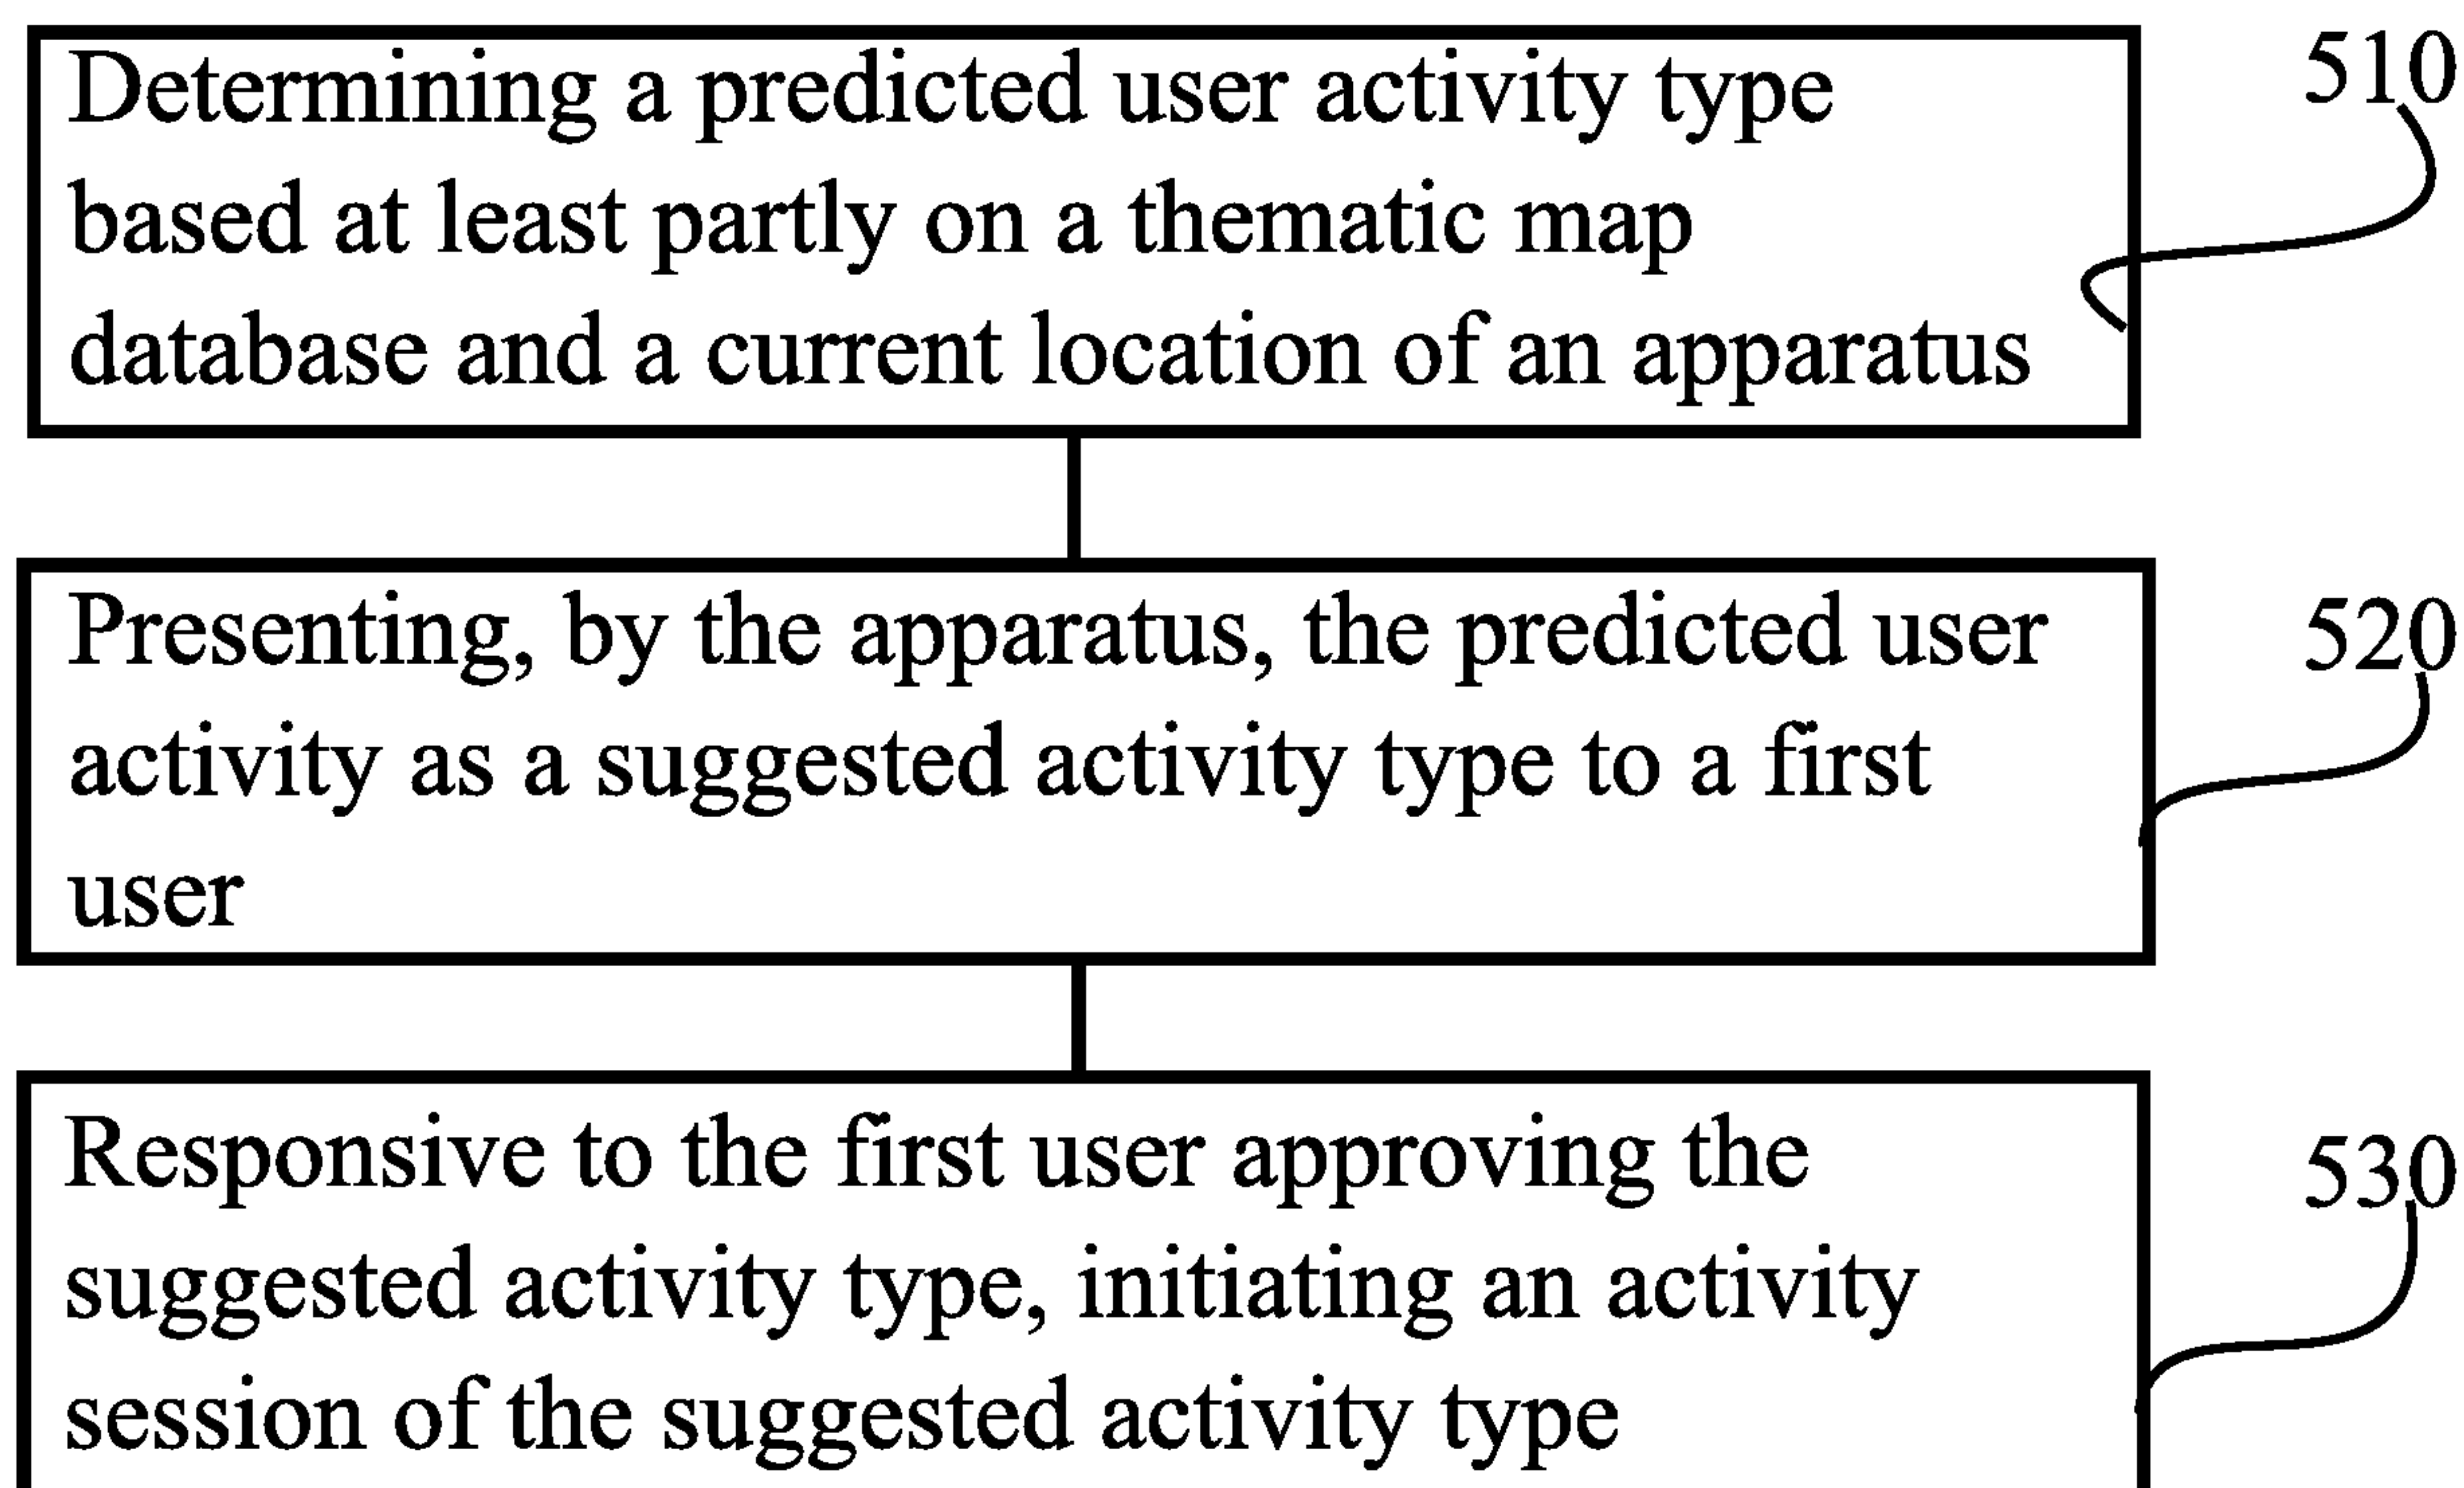 Determining a predicted user activity type 510
based at least partly on a thematic map
database and a current location of an apparatus
Presenting, by the apparatus, the predicted user 520
activity as a suggested activity type to a first
user
Responsive to the first user approving the 530
suggested activity type, initiating an activity
session of the suggested activity type